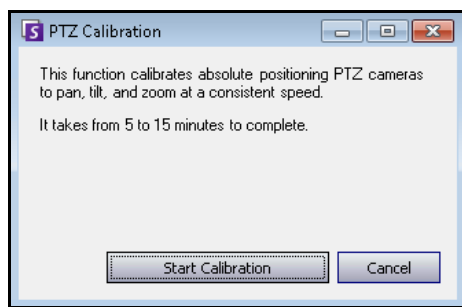 PTZ Calibration
This function calibrates absolute positioning PTZ cameras
to pan, tilt, and zoom at a consistent speed.
It takes from 5 to 15 minutes to complete.
Start Calibration Cancel